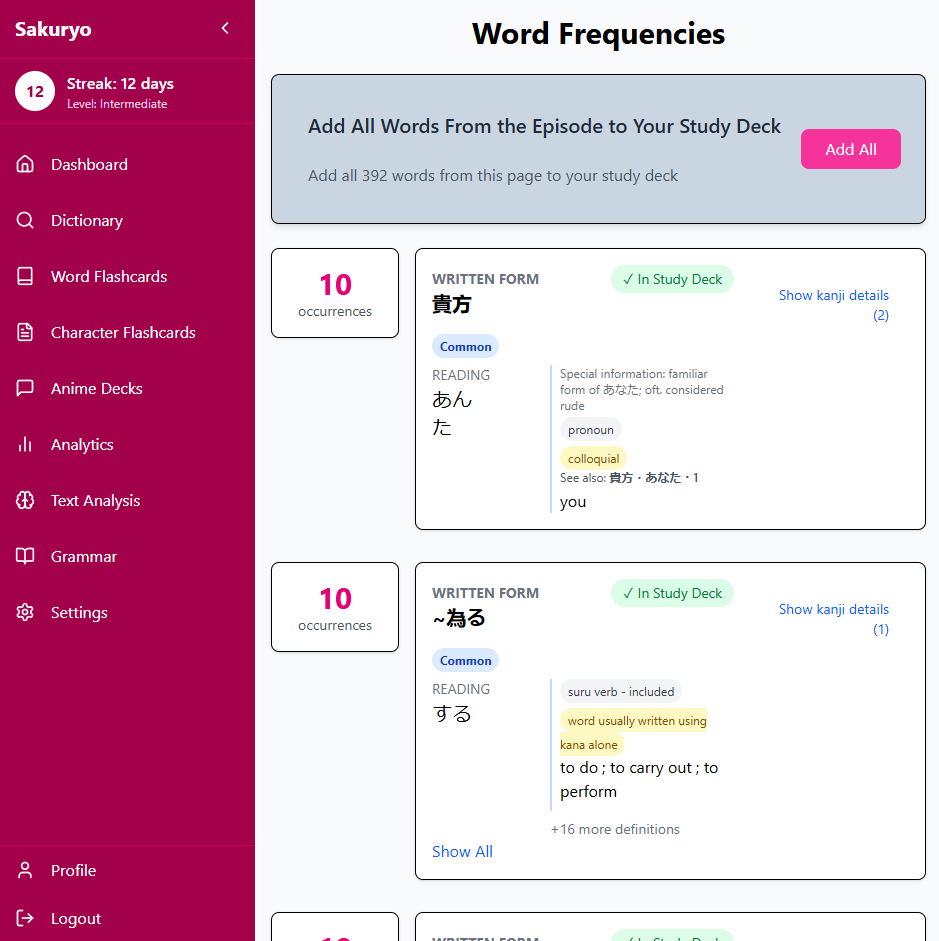 Sakuryo
12
Streak: 12 days
Level: Intermediate
Dashboard
Dictionary
Word Flashcards
Character Flashcards
Anime Decks
Analytics
Text Analysis
Grammar
Settings
Profile
Logout
Word Frequencies
Add All Words From the Episode to Your Study Deck
Add all 392 words from this page to your study deck
Add All
10
occurrences
WRITTEN FORM
貴方
✓ In Study Deck
Show kanji details
(2)
Common
READING
あん
た
Special information: familiar
form of あなた; oft. considered
rude
pronoun
colloquial
See also: 貴方・あなた・1
you
10
occurrences
WRITTEN FORM
~為る
✓ In Study Deck
Show kanji details
(1)
Common
READING
する
suru verb - included
word usually written using
kana alone
to do ; to carry out ; to
perform
+16 more definitions
Show All
10
WRITTEN FORM
✓ In Study Deck